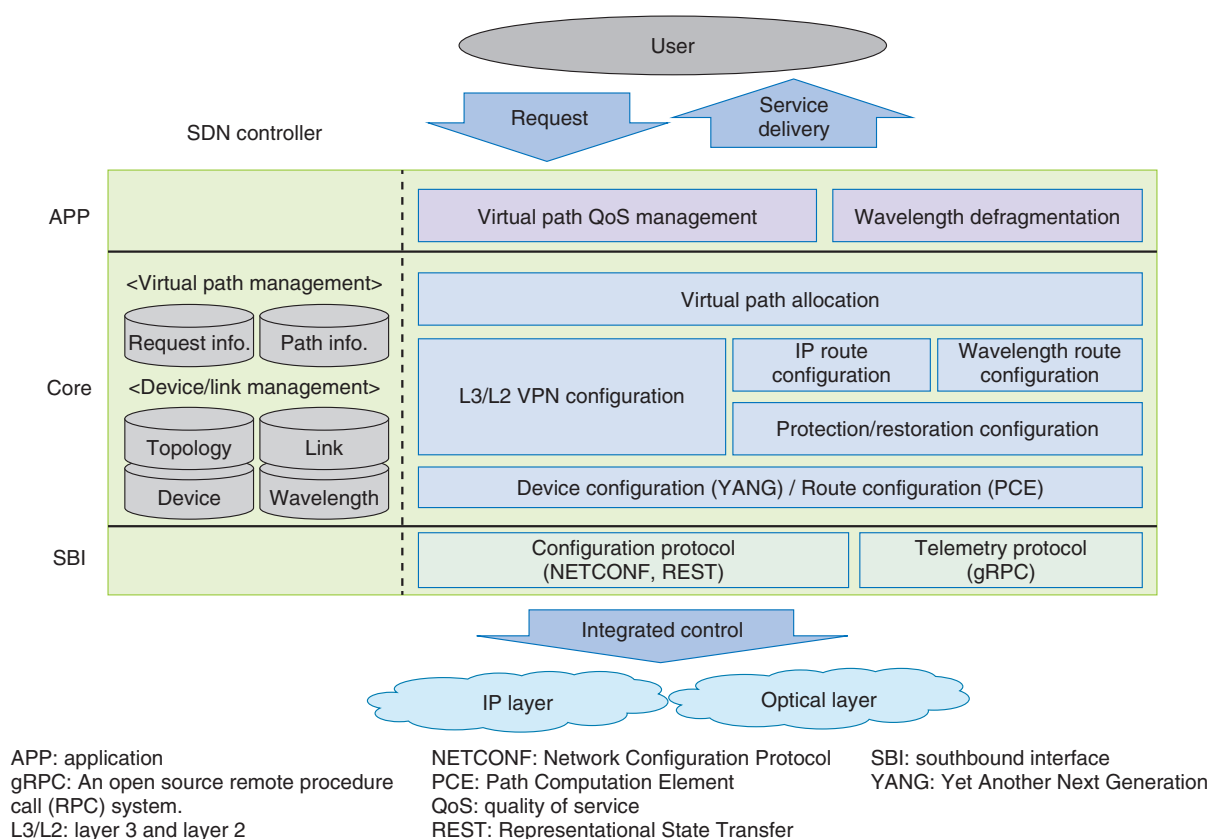 User
Request
Service
delivery
SDN controller
APP
Virtual path QoS management
Wavelength defragmentation
Core
<Virtual path management>
Request info.
Path info.
<Device/link management>
Topology
Link
Device
Wavelength
Virtual path allocation
L3/L2 VPN configuration
IP route
configuration
Wavelength route
configuration
Protection/restoration configuration
Device configuration (YANG) / Route configuration (PCE)
SBI
Configuration protocol
(NETCONF, REST)
Telemetry protocol
(gRPC)
Integrated control
IP layer
Optical layer
APP: application
gRPC: An open source remote procedure
call (RPC) system.
L3/L2: layer 3 and layer 2
NETCONF: Network Configuration Protocol
PCE: Path Computation Element
QoS: quality of service
REST: Representational State Transfer
SBI: southbound interface
YANG: Yet Another Next Generation